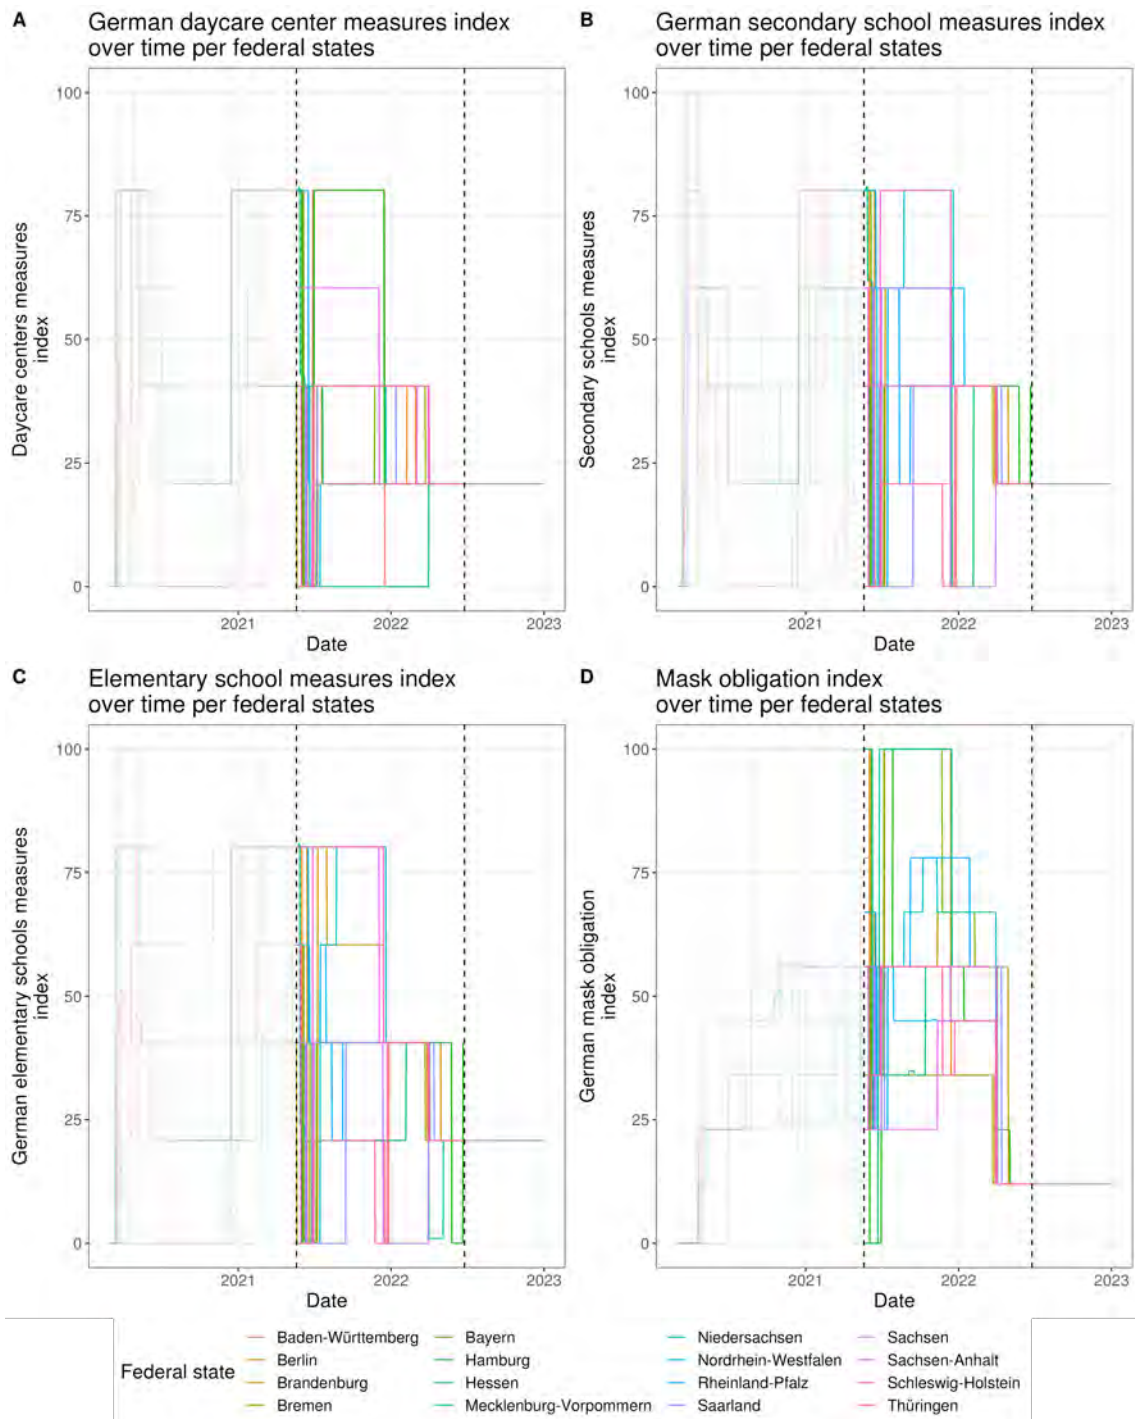 A
German daycare center measures index
over time per federal states
Daycare centers measures
index
100
75
50
25
0
2021
2022
2023
Date
B
German secondary school measures index
over time per federal states
Secondary schools measures
index
100
75
50
25
0
2021
2022
2023
Date
C
Elementary school measures index
over time per federal states
German elementary schools measures
index
100
75
50
25
0
2021
2022
2023
Date
D
Mask obligation index
over time per federal states
German mask obligation
index
100
75
50
25
0
2021
2022
2023
Date
Federal state
Baden-Württemberg
Berlin
Brandenburg
Bremen
Bayern
Hamburg
Hessen
Mecklenburg-Vorpommern
Niedersachsen
Nordrhein-Westfalen
Rheinland-Pfalz
Saarland
Sachsen
Sachsen-Anhalt
Schleswig-Holstein
Thüringen